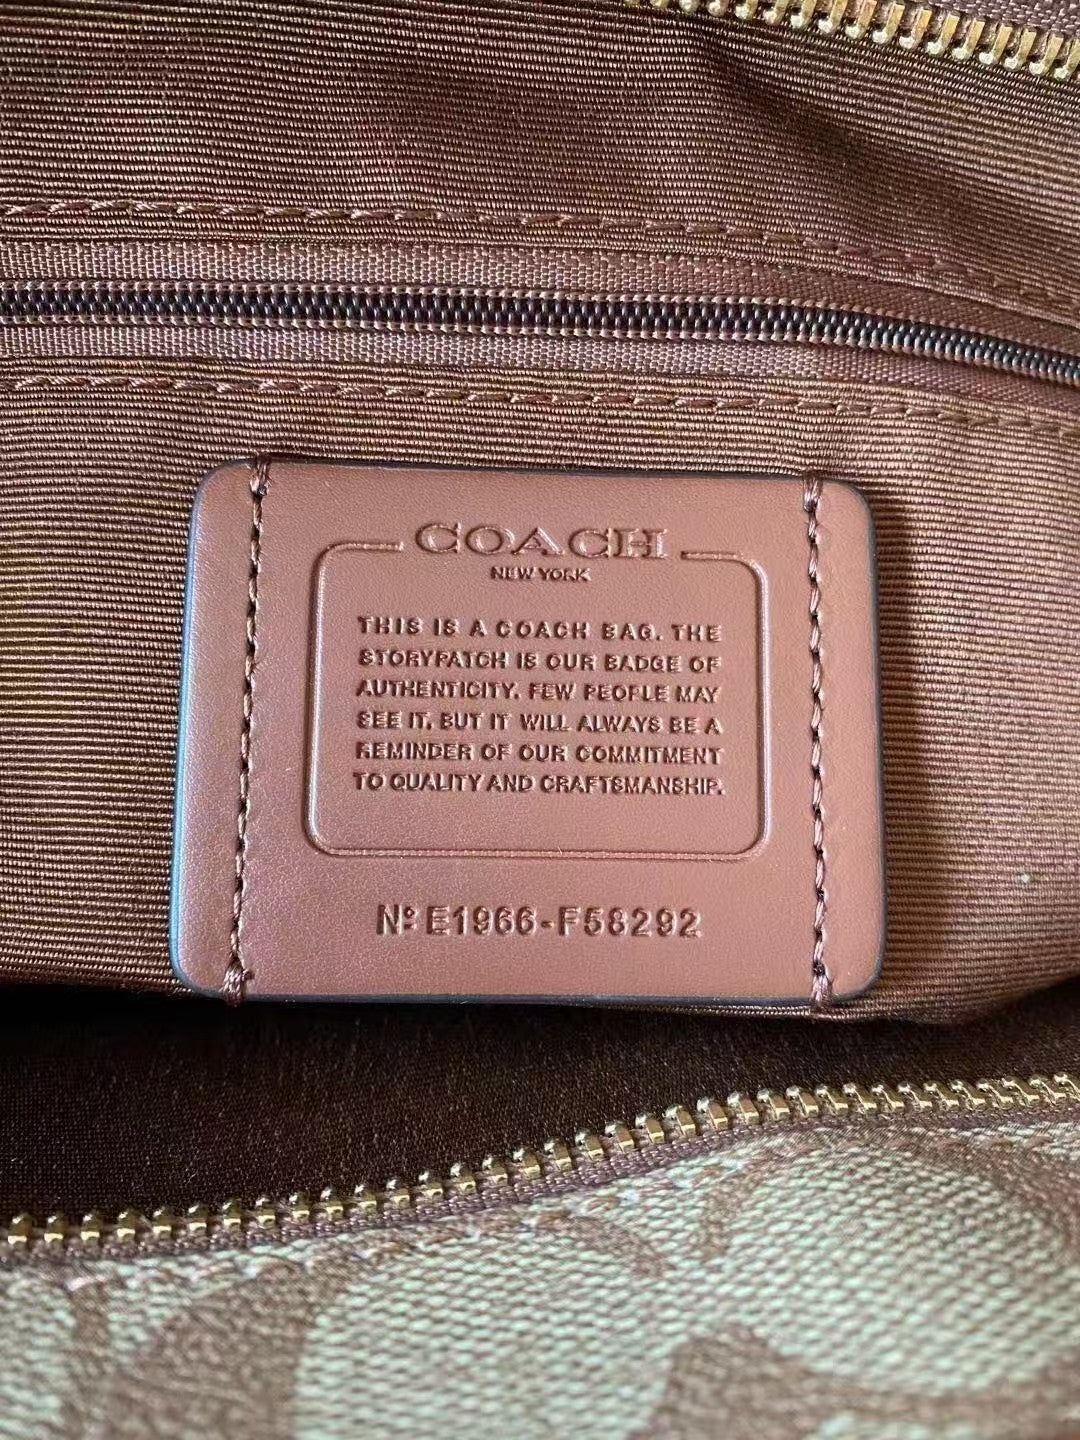 COACH
NEW YORK
THIS IS A COACH BAG. THE
STORYPATCH IS OUR BADGE OF
AUTHENTICITY. FEW PEOPLE MAY
SEE IT. BUT IT WILL ALWAYS BE A
REMINDER OF OUR COMMITMENT
TO QUALITY AND CRAFTSMANSHIP.
Nº E1966-F58292